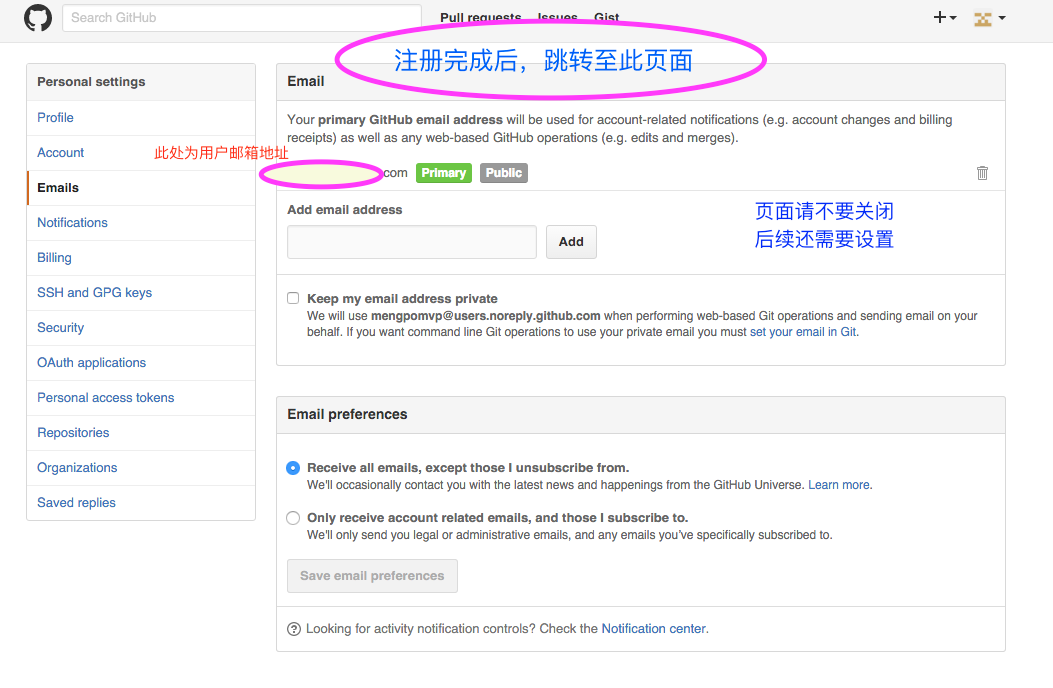 Search GitHub
Pull requests Issues Gist
注册完成后，跳转至此页面
Personal settings
Profile
Account
Emails
Notifications
Billing
SSH and GPG keys
Security
OAuth applications
Personal access tokens
Repositories
Organizations
Saved replies
Email
Your primary GitHub email address will be used for account-related notifications (e.g. account changes and billing
receipts) as well as any web-based GitHub operations (e.g. edits and merges).
此处为用户邮箱地址
com Primary Public
Add email address
Add
页面请不要关闭
后续还需要设置
Keep my email address private
We will use mengpomvp@users.noreply.github.com when performing web-based Git operations and sending email on your
behalf. If you want command line Git operations to use your private email you must set your email in Git.
Email preferences
Receive all emails, except those I unsubscribe from.
We'll occasionally contact you with the latest news and happenings from the GitHub Universe. Learn more.
Only receive account related emails, and those I subscribe to.
We'll only send you legal or administrative emails, and any emails you've specifically subscribed to.
Save email preferences
Looking for activity notification controls? Check the Notification center.